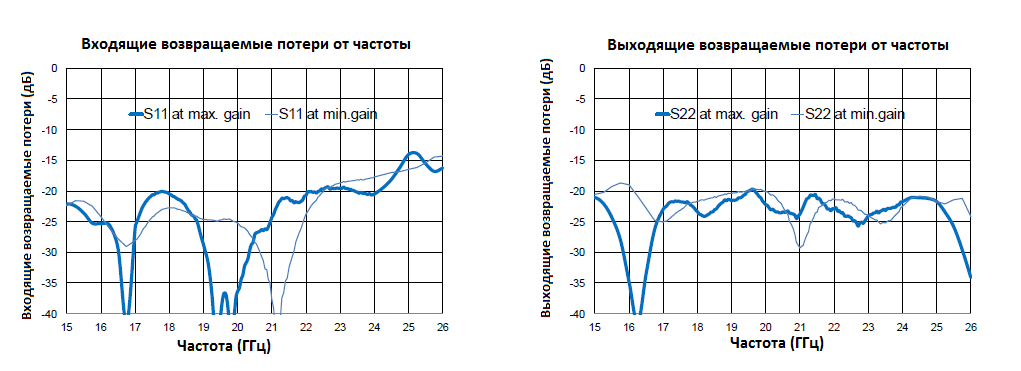 Входящие возвращаемые потери от частоты
Входящие возвращаемые потери (дБ)
0
-5
-10
-15
-20
-25
-30
-35
-40
S11 at max. gain
S11 at min.gain
15 16 17 18 19 20 21 22 23 24 25 26
Частота (ГГц)
Выходящие возвращаемые потери от частоты
Выходящие возвращаемые потери (дБ)
0
-5
-10
-15
-20
-25
-30
-35
-40
S22 at max. gain
S22 at min.gain
15 16 17 18 19 20 21 22 23 24 25 26
Частота (ГГц)